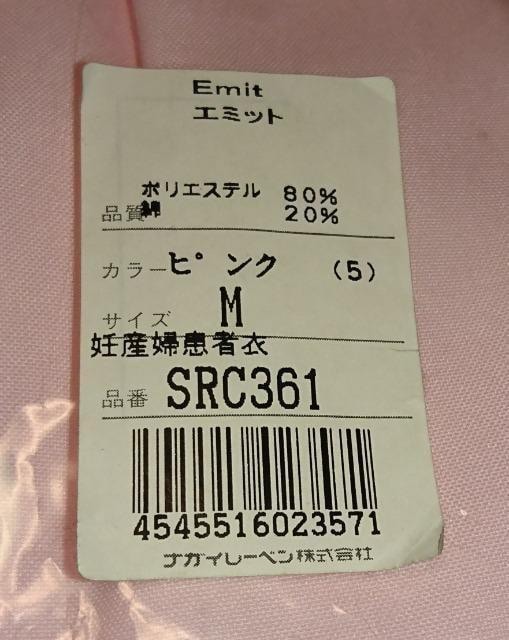 Emit
エミット
ポリエステル 80%
品質 綿 20%
カラー ピンク (5)
サイズ M
妊産婦患者衣
品番 SRC361
4545516023571
ナガイレーベン株式会社